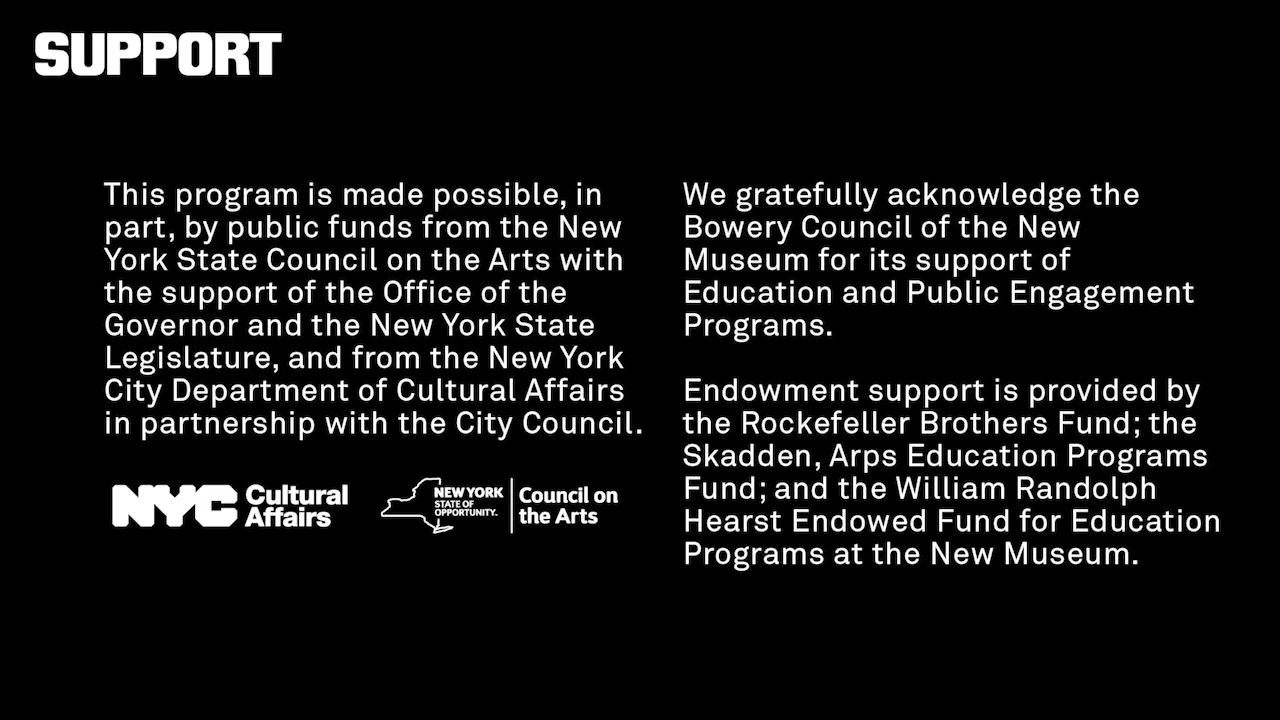 SUPPORT
This program is made possible, in
part, by public funds from the New
York State Council on the Arts with
the support of the Office of the
Governor and the New York State
Legislature, and from the New York
City Department of Cultural Affairs
in partnership with the City Council.
NYC Cultural
Affairs
NEW YORK
STATE OF
OPPORTUNITY.
Council on
the Arts
We gratefully acknowledge the
Bowery Council of the New
Museum for its support of
Education and Public Engagement
Programs.
Endowment support is provided by
the Rockefeller Brothers Fund; the
Skadden, Arps Education Programs
Fund; and the William Randolph
Hearst Endowed Fund for Education
Programs at the New Museum.